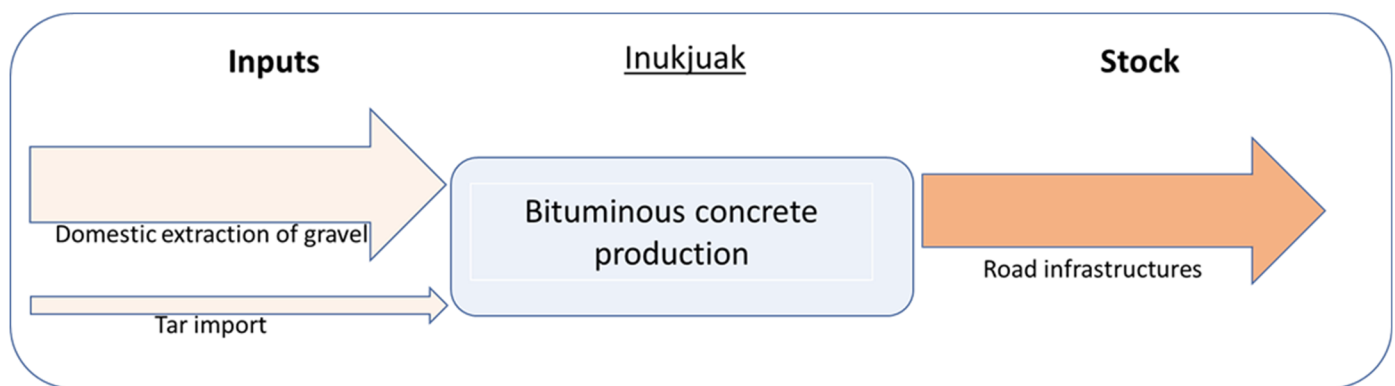 Inputs
Inukjuak
Stock
Domestic extraction of gravel
Bituminous concrete
production
Road infrastructures
Tar import